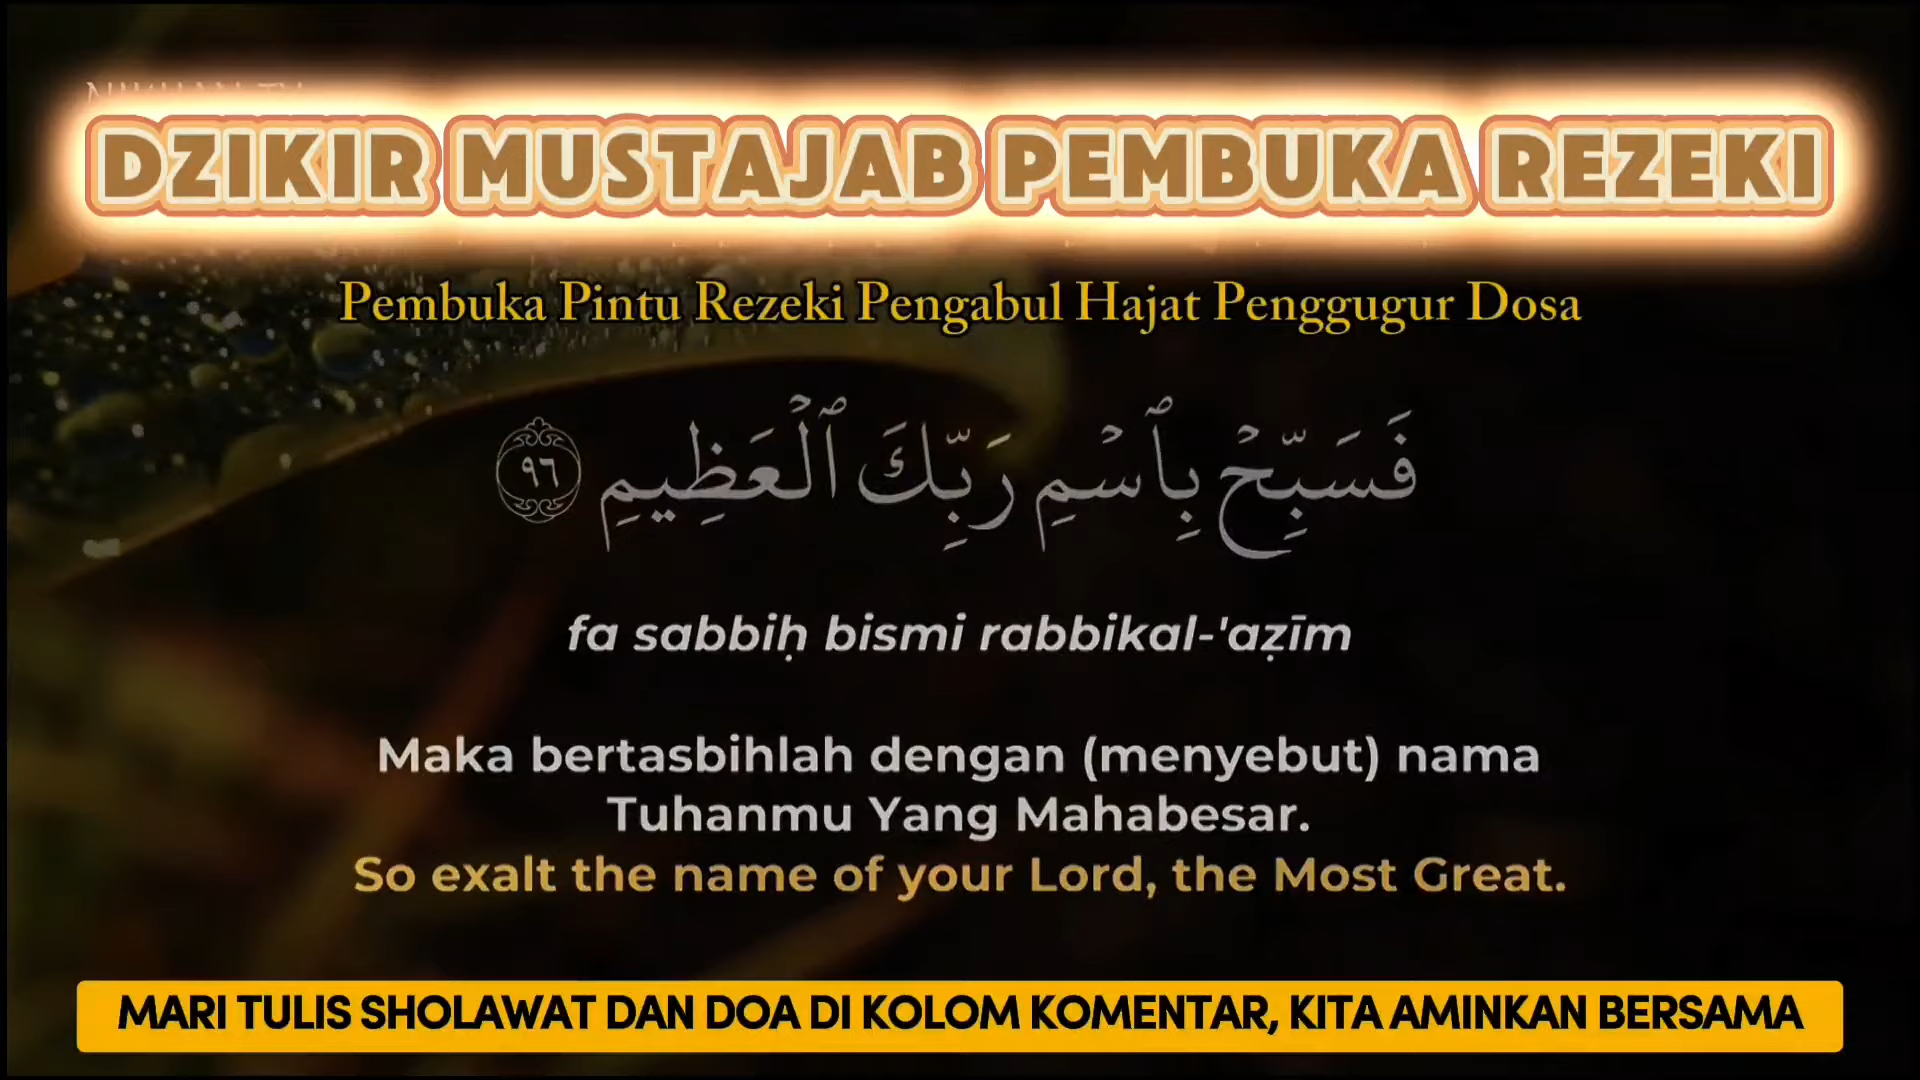 DZIKIR MUSTAJAB PEMBUKA REZEKI
Pembuka Pintu Rezeki Pengabul Hajat Penggugur Dosa
فَسَبِّحْ بِٱسْمِ رَبِّكَ ٱلْعَظِيمِ ٩٦
fa sabbiḥ bismi rabbikal-'aẓīm
Maka bertasbihlah dengan (menyebut) nama
Tuhanmu Yang Mahabesar.
So exalt the name of your Lord, the Most Great.
MARI TULIS SHOLAWAT DAN DOA DI KOLOM KOMENTAR, KITA AMINKAN BERSAMA